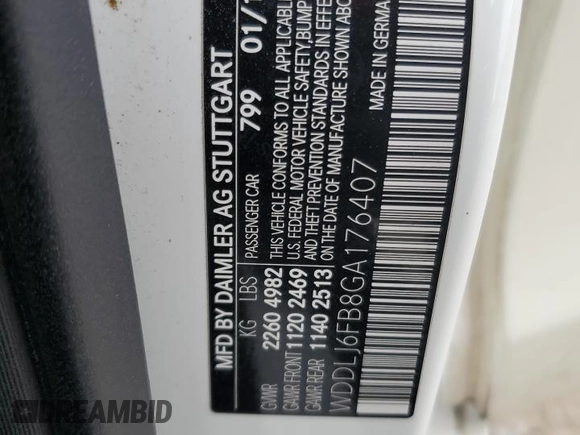 MFD BY DAIMLER AG STUTTGART
KG LBS PASSENGER CAR 799 01/1
GVWR 2260 4982 THIS VEHICLE CONFORMS TO ALL APPLICABLE
GAWR FRONT 1120 2469 U.S. FEDERAL MOTOR VEHICLE SAFETY, BUMP
GAWR REAR 1140 2513 AND THEFT PREVENTION STANDARDS IN EFFE
ON THE DATE OF MANUFACTURE SHOWN ABO
WDDLJ6FB8GA176407
MADE IN GERMA
DREAMBID